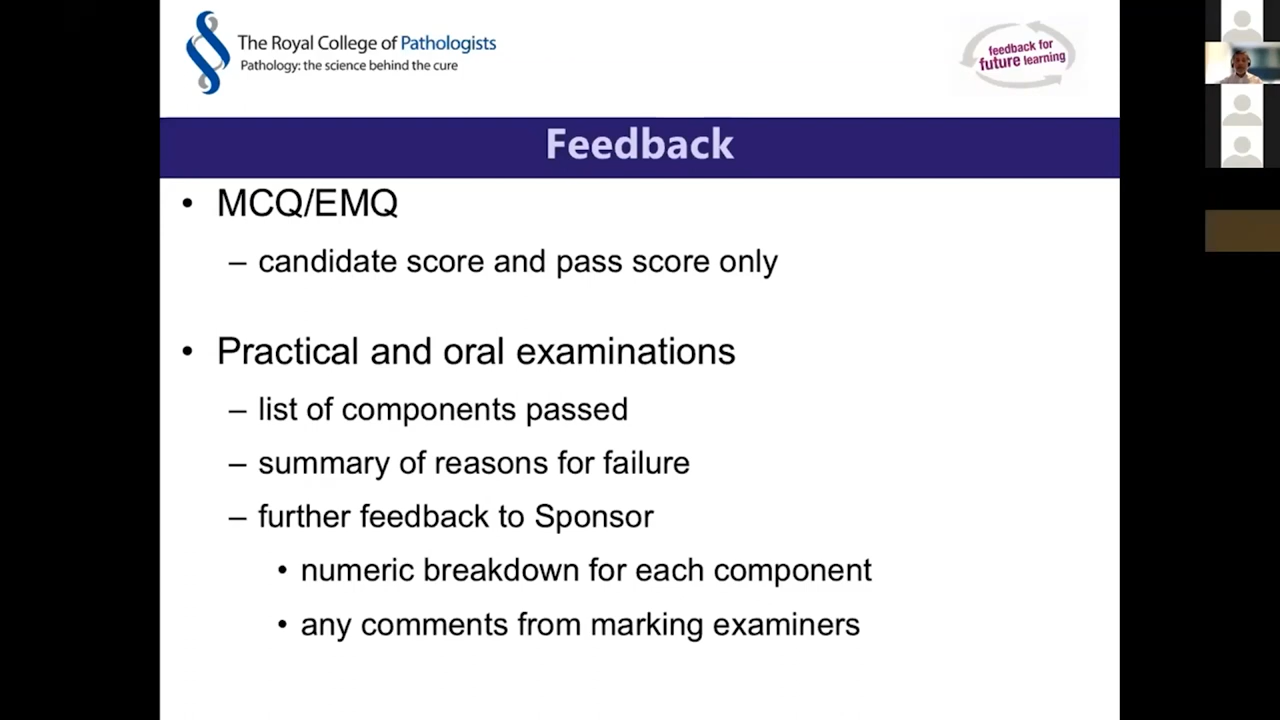 The Royal College of Pathologists
Pathology: the science behind the cure
feedback for
future learning
Feedback
• MCQ/EMQ
– candidate score and pass score only
• Practical and oral examinations
– list of components passed
– summary of reasons for failure
– further feedback to Sponsor
• numeric breakdown for each component
• any comments from marking examiners